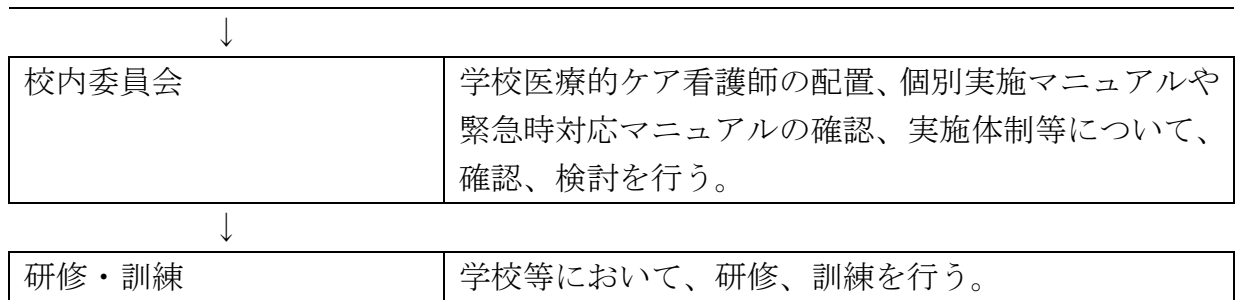 ↓
校内委員会
学校医療的ケア看護師の配置、個別実施マニュアルや
緊急時対応マニュアルの確認、実施体制等について、
確認、検討を行う。
↓
研修・訓練
学校等において、研修、訓練を行う。